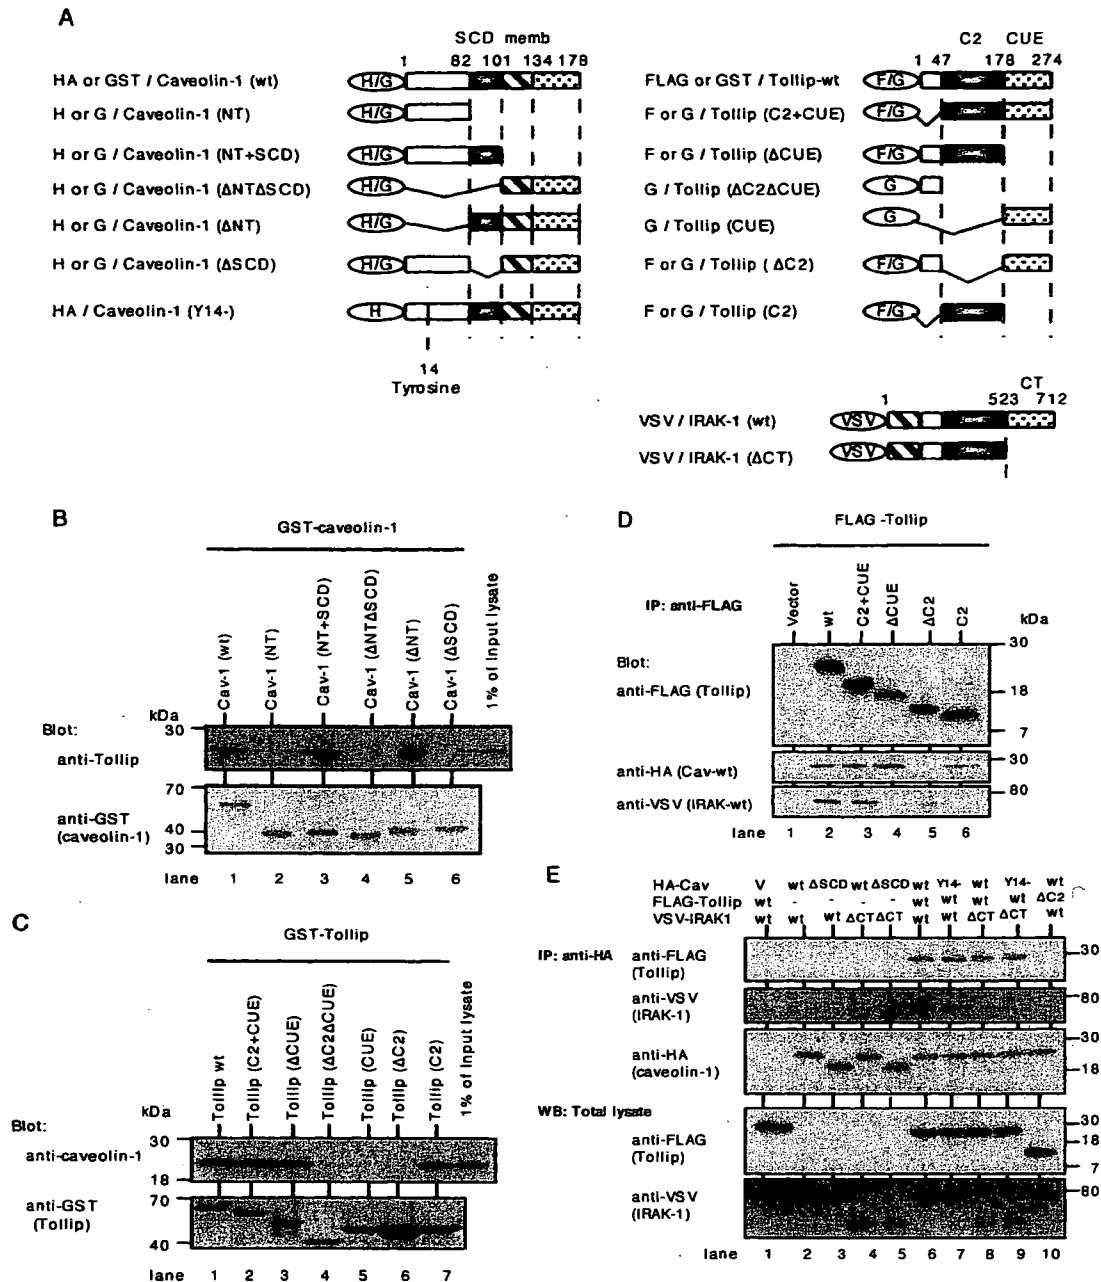 A
SCD memb
1 82 101 134 178
HA or GST / Caveolin-1 (wt) H/G
H or G / Caveolin-1 (NT) H/G
H or G / Caveolin-1 (NT+SCD) H/G
H or G / Caveolin-1 (ΔNTΔSCD) H/G
H or G / Caveolin-1 (ΔNT) H/G
H or G / Caveolin-1 (ΔSCD) H/G
HA / Caveolin-1 (Y14-) H
14
Tyrosine
C2 CUE
1 47 178 274
FLAG or GST / Tollip-wt F/G
F or G / Tollip (C2+CUE) F/G
F or G / Tollip (ΔCUE) F/G
G / Tollip (ΔC2ΔCUE) G
G / Tollip (CUE) G
F or G / Tollip ( ΔC2) F/G
F or G / Tollip (C2) F/G
CT
1 523 712
VSV / IRAK-1 (wt) VSV
VSV / IRAK-1 (ΔCT) VSV
B
GST-caveolin-1
Cav-1 (wt)
Cav-1 (NT)
Cav-1 (NT+SCD)
Cav-1 (ΔNTΔSCD)
Cav-1 (ΔNT)
Cav-1 (ΔSCD)
1% of Input lysate
kDa
Blot: 30
anti-Tollip
70
anti-GST
(caveolin-1) 40
30
lane 1 2 3 4 5 6
C
GST-Tollip
Tollip wt
Tollip (C2+CUE)
Tollip (ΔCUE)
Tollip (ΔC2ΔCUE)
Tollip (CUE)
Tollip (ΔC2)
Tollip (C2)
1% of Input lysate
kDa
Blot: 30
anti-caveolin-1
18
anti-GST 70
(Tollip)
40
lane 1 2 3 4 5 6 7
D
FLAG -Tollip
IP: anti-FLAG
Vector
wt
C2+CUE
ΔCUE
ΔC2
C2
kDa
30
Blot:
anti-FLAG (Tollip) 18
7
anti-HA (Cav-wt) 30
anti-VSV (IRAK-wt) 80
lane 1 2 3 4 5 6
E
HA-Cav V wt ΔSCD wt ΔSCD wt Y14- wt Y14- wt
FLAG-Tollip wt - - - - wt wt wt wt ΔC2
VSV-IRAK1 wt wt wt ΔCT ΔCT wt wt ΔCT ΔCT wt
IP: anti-HA anti-FLAG 30
(Tollip)
anti-VSV 80
(IRAK-1)
anti-HA 30
(caveolin-1) 18
WB: Total lysate
anti-FLAG 30
(Tollip) 18
7
anti-VSV 80
(IRAK-1)
lane 1 2 3 4 5 6 7 8 9 10